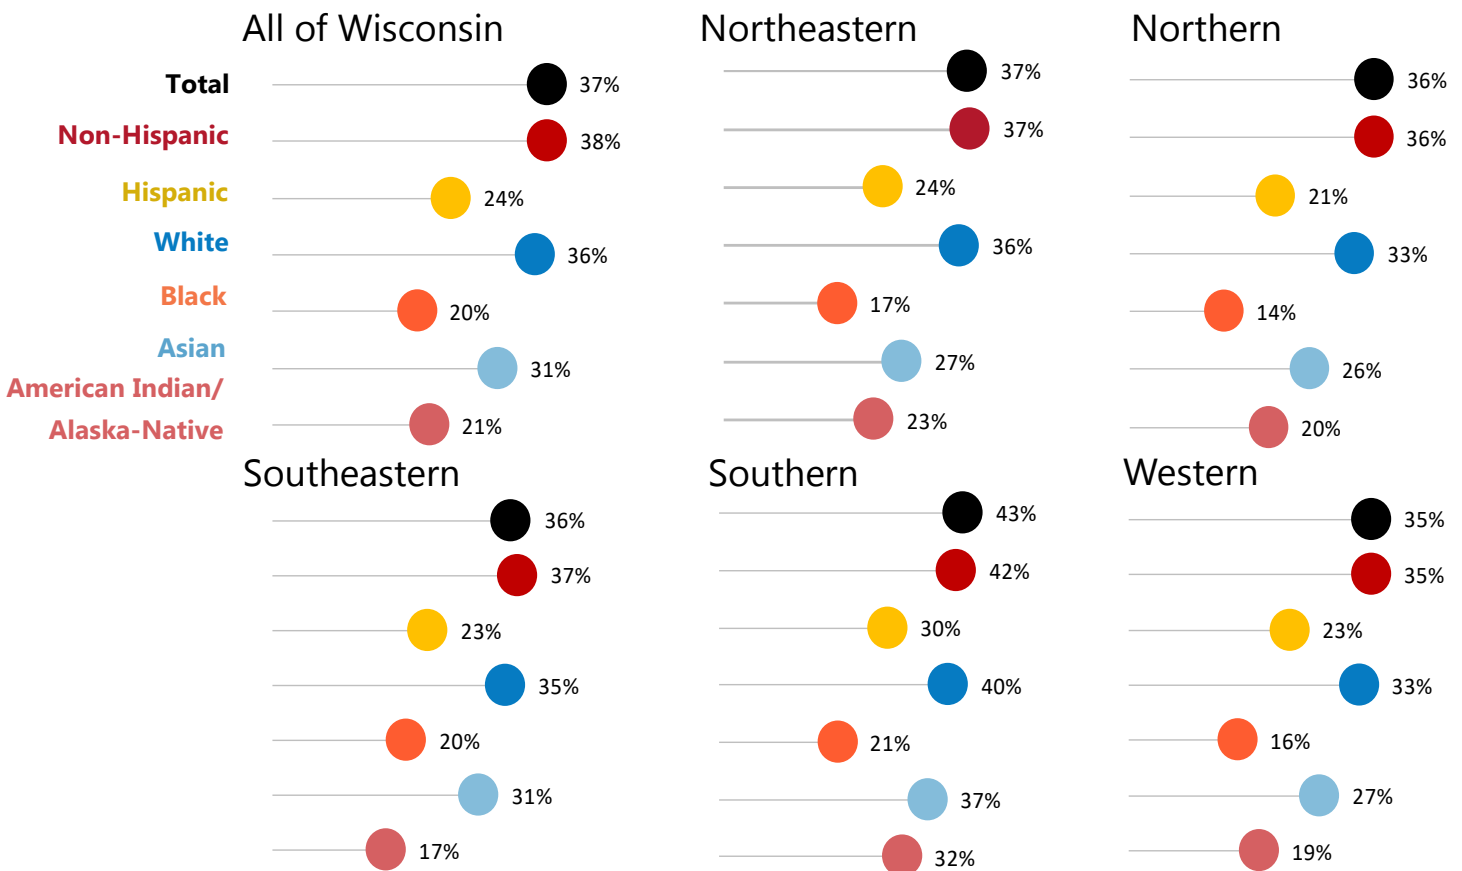 All of Wisconsin
Total 37%
Non-Hispanic 38%
Hispanic 24%
White 36%
Black 20%
Asian 31%
American Indian/
Alaska-Native 21%
Northeastern
37%
37%
24%
36%
17%
27%
23%
Northern
36%
36%
21%
33%
14%
26%
20%
Southeastern
36%
37%
23%
35%
20%
31%
17%
Southern
43%
42%
30%
40%
21%
37%
32%
Western
35%
35%
23%
33%
16%
27%
19%